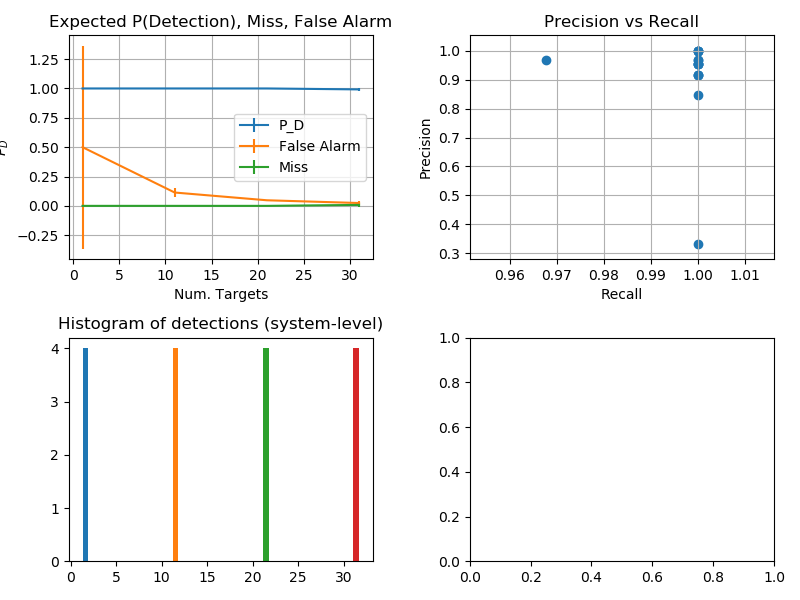 Expected P(Detection), Miss, False Alarm
1.25
1.00
0.75
0.50
0.25
0.00
−0.25
P_D
False Alarm
Miss
0 5 10 15 20 25 30
Num. Targets
Precision vs Recall
Precision
1.0
0.9
0.8
0.7
0.6
0.5
0.4
0.3
0.96 0.97 0.98 0.99 1.00 1.01
Recall
Histogram of detections (system-level)
4
3
2
1
0
0 5 10 15 20 25 30
1.0
0.8
0.6
0.4
0.2
0.0
0.0 0.2 0.4 0.6 0.8 1.0